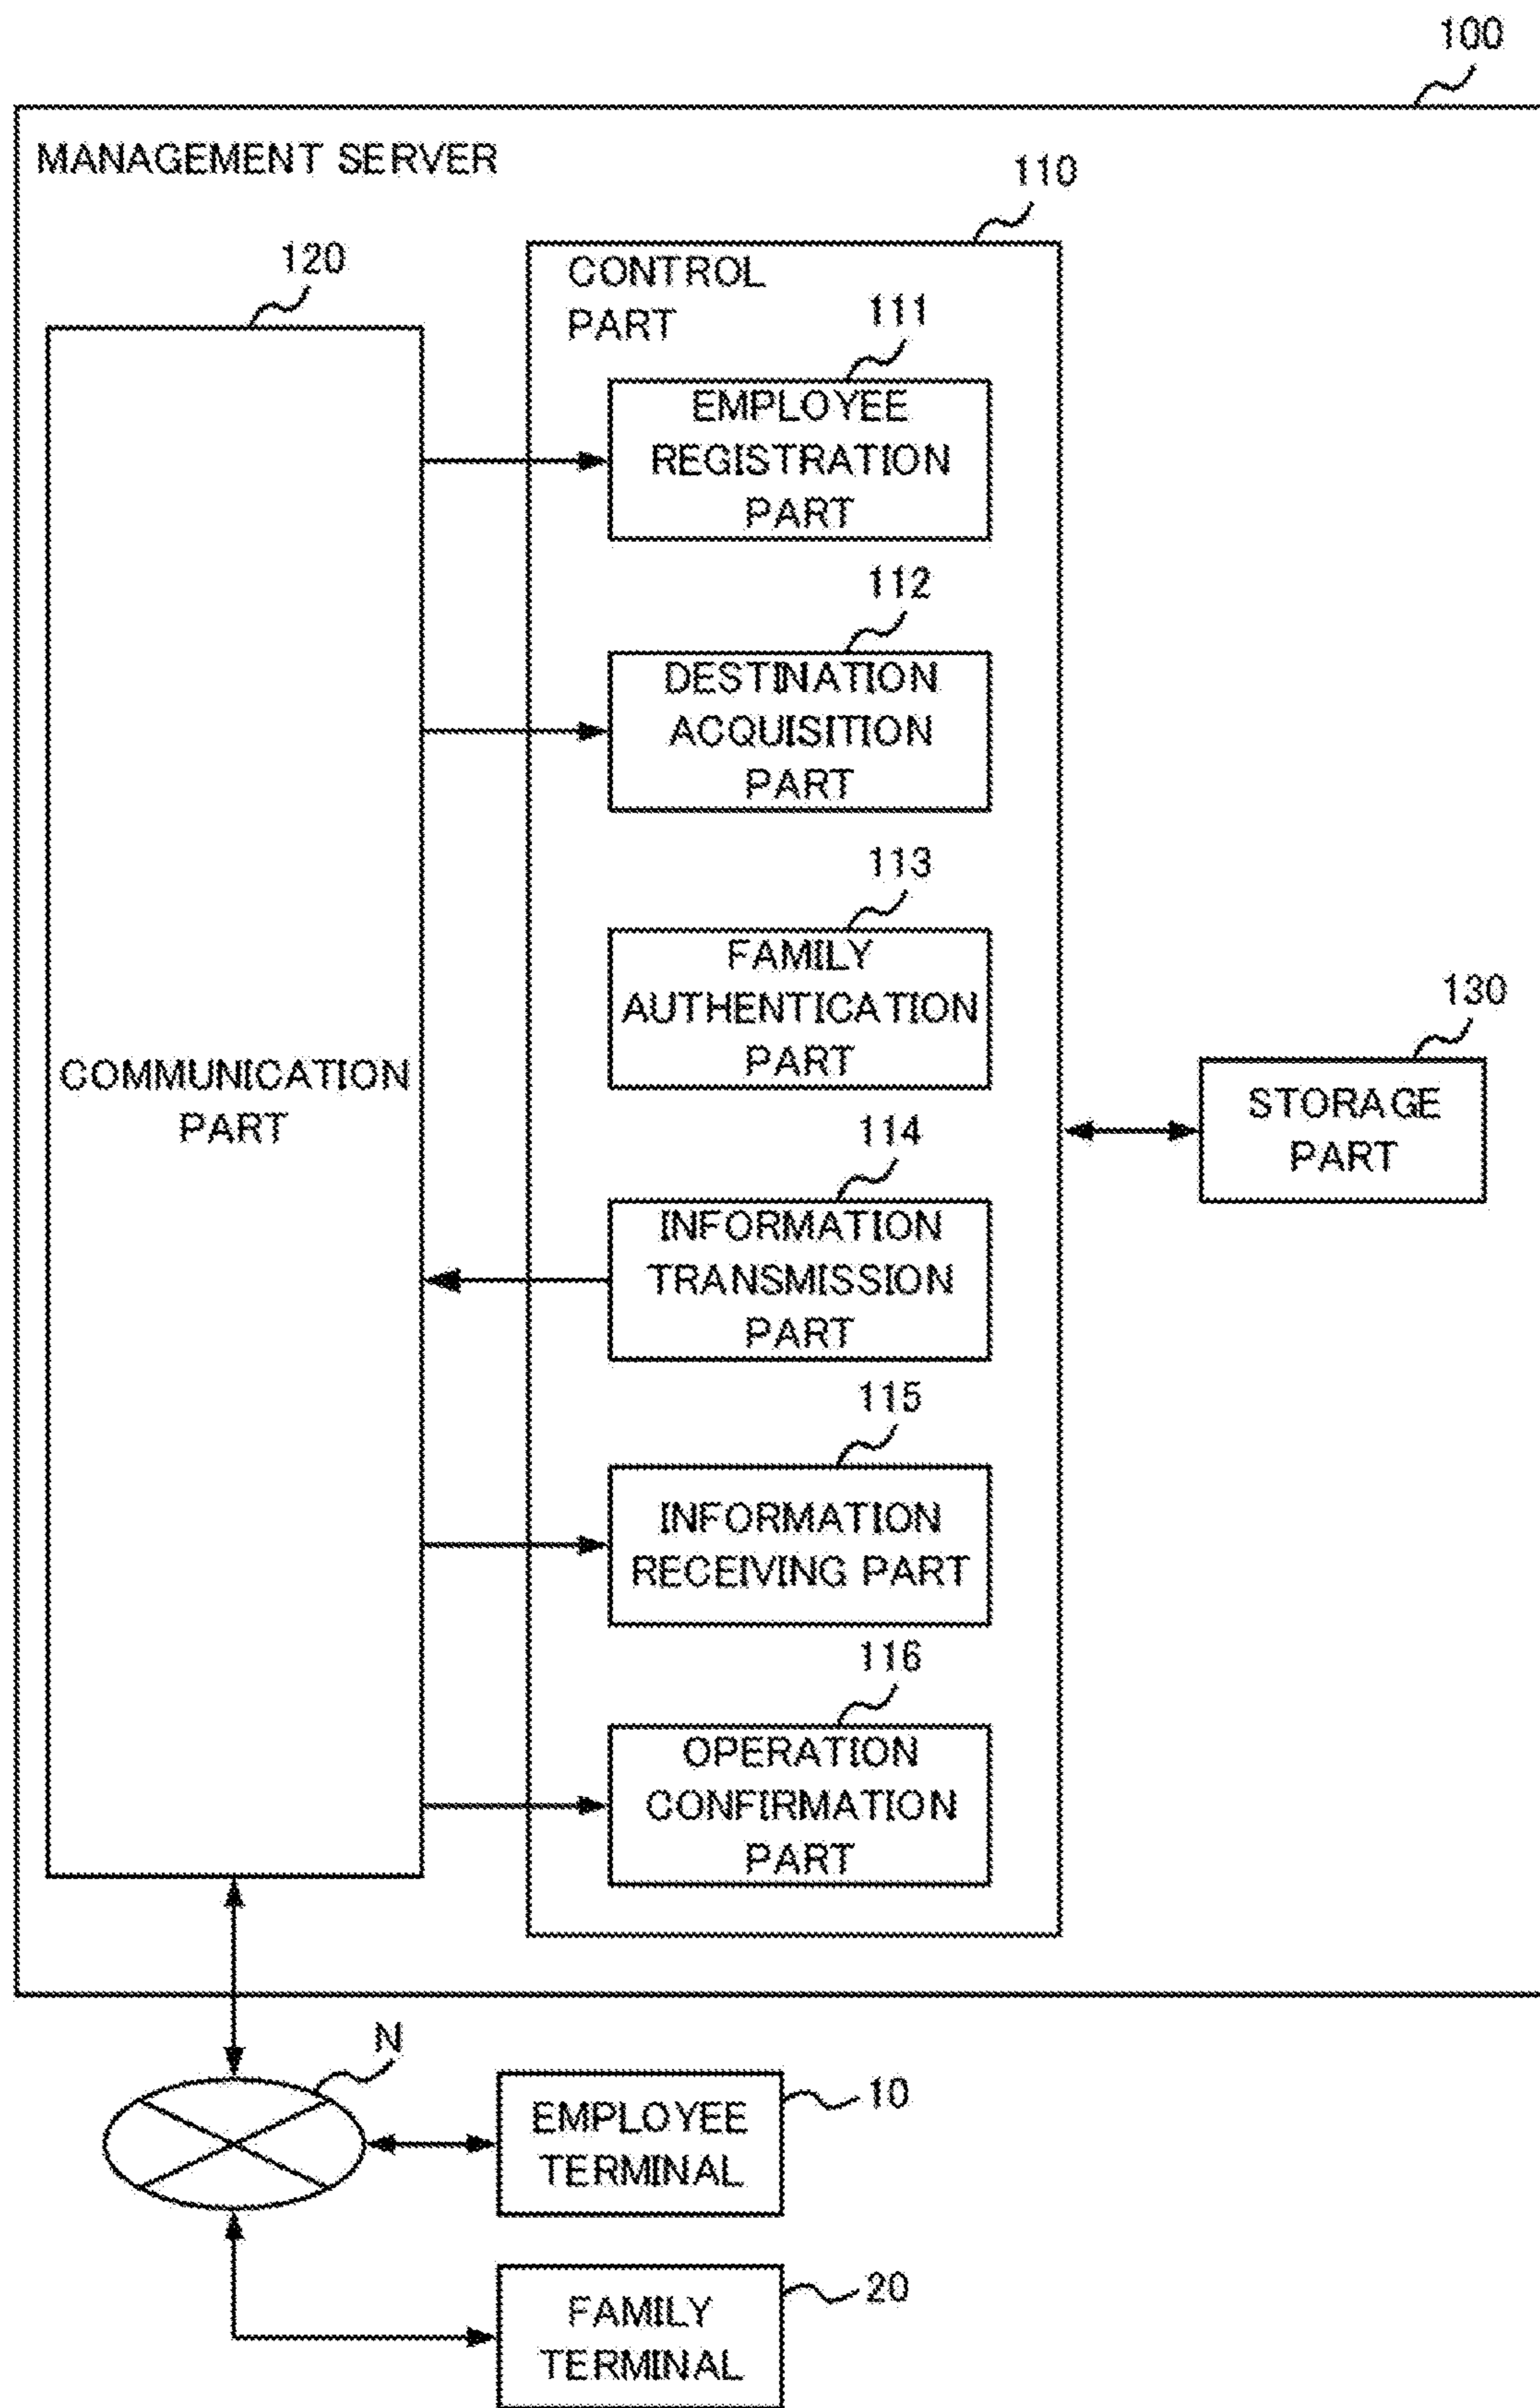 100
MANAGEMENT SERVER
110
120
CONTROL
PART
111
EMPLOYEE
REGISTRATION
PART
112
DESTINATION
ACQUISITION
PART
113
FAMILY
AUTHENTICATION
PART
130
COMMUNICATION
PART
STORAGE
PART
114
INFORMATION
TRANSMISSION
PART
115
INFORMATION
RECEIVING PART
116
OPERATION
CONFIRMATION
PART
N
10
EMPLOYEE
TERMINAL
20
FAMILY
TERMINAL